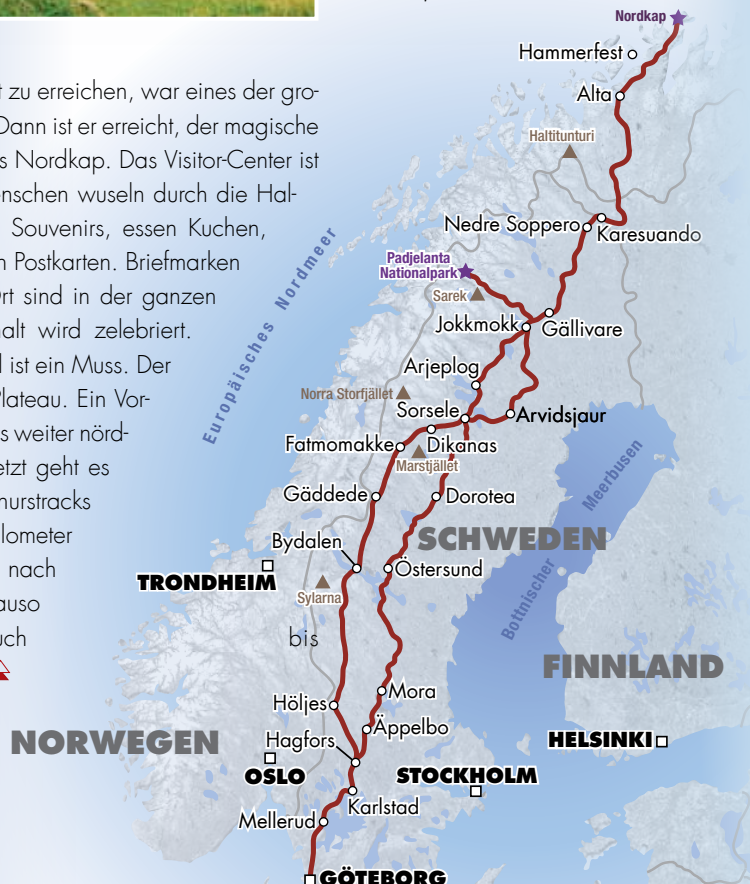 t zu erreichen, war eines der gro-
Dann ist er erreicht, der magische
s Nordkap. Das Visitor-Center ist
nschen wuseln durch die Hal-
Souvenirs, essen Kuchen,
n Postkarten. Briefmarken
rt sind in der ganzen
halt wird zelebriert.
l ist ein Muss. Der
Plateau. Ein Vor-
s weiter nörd-
etzt geht es
nurstracks
ilometer
nach
auso
uch bis
Nordkap
Hammerfest
Alta
Haltitunturi
Nedre Soppero
Karesuando
Padjelanta
Nationalpark
Sarek
Jokkmokk
Gällivare
Europäisches Nordmeer
Arjeplog
Norra Storfjället
Sorsele
Arvidsjaur
Fatmomakke
Dikanas
Marstjället
Gäddede
Dorotea
Meerbusen
Bottnischer
SCHWEDEN
Bydalen
Östersund
TRONDHEIM
Sylarna
FINNLAND
Mora
Höljes
Äppelbo
NORWEGEN
Hagfors
HELSINKI
OSLO
STOCKHOLM
Karlstad
Mellerud
GÖTEBORG